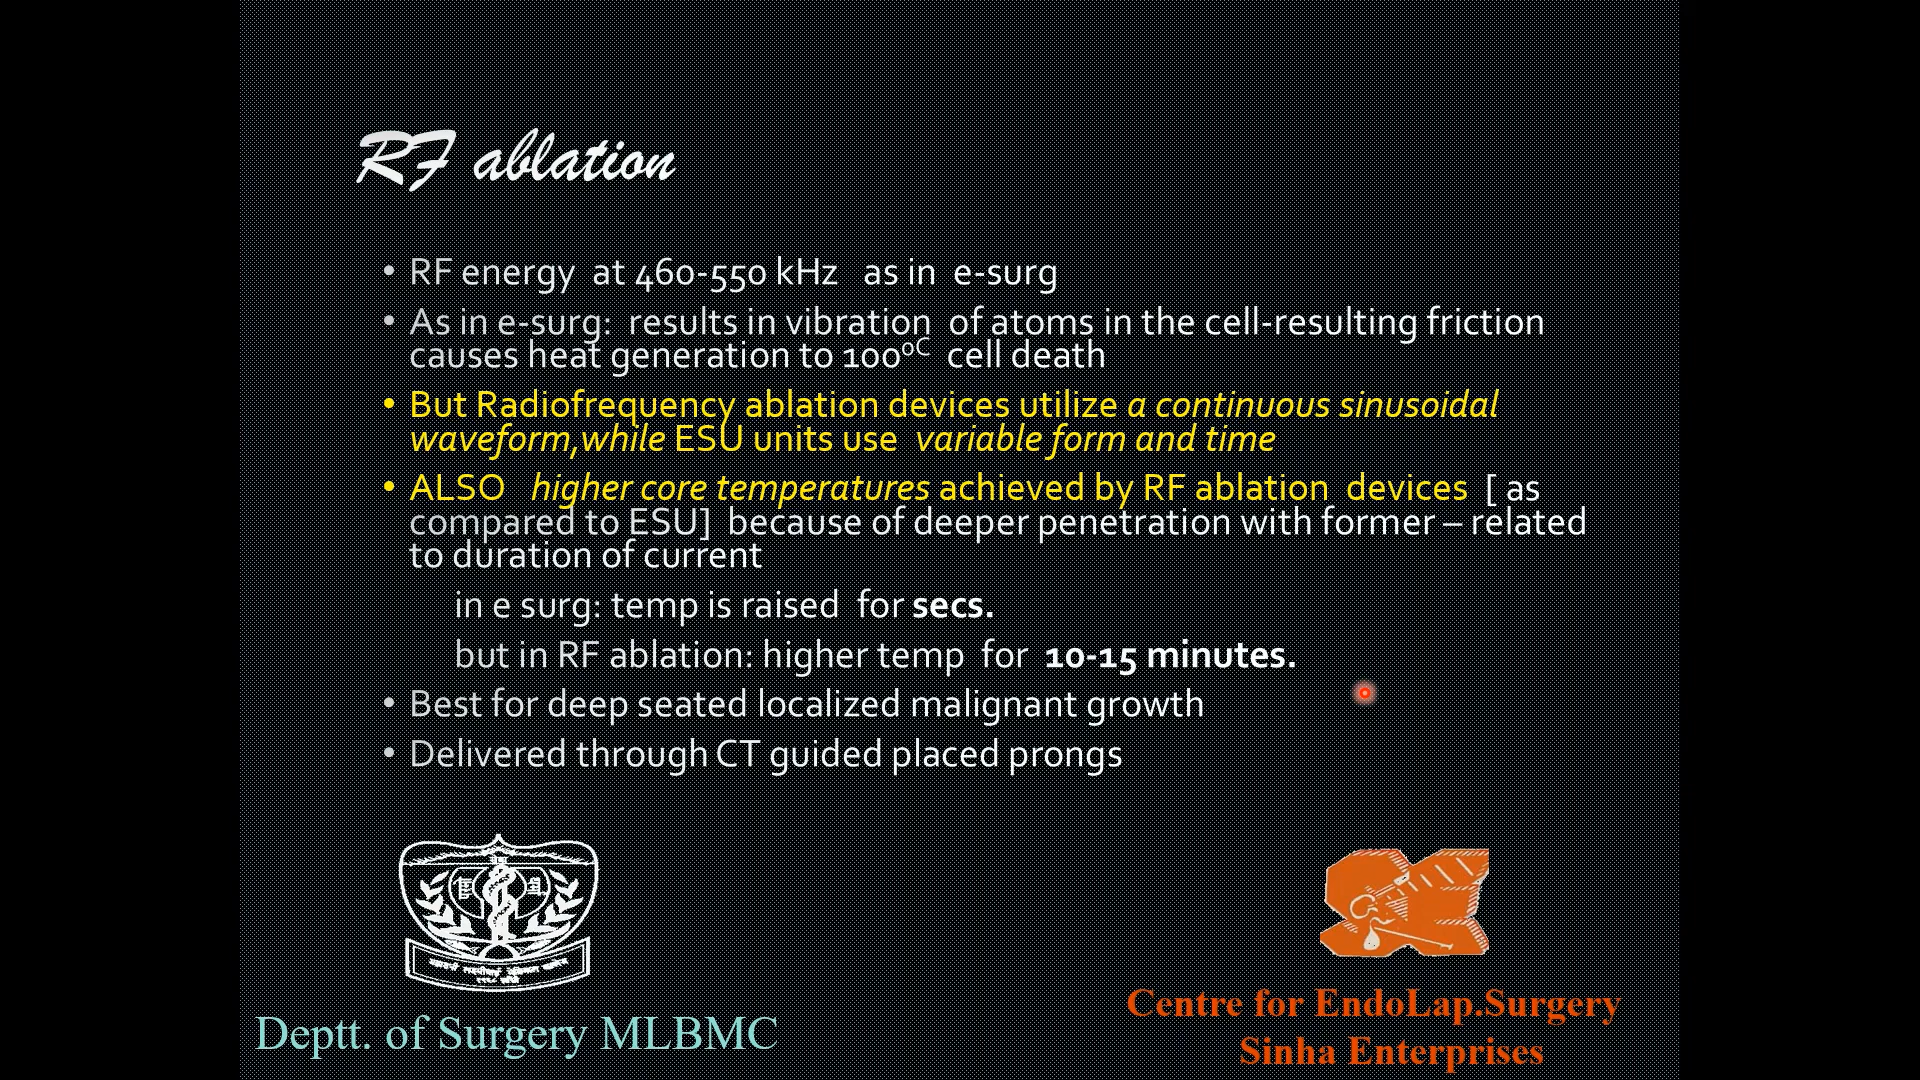 RF ablation
• RF energy at 460-550 kHz as in e-surg
• As in e-surg: results in vibration of atoms in the cell-resulting friction
causes heat generation to 100⁰ᶜ cell death
• But Radiofrequency ablation devices utilize a continuous sinusoidal
waveform,while ESU units use variable form and time
• ALSO higher core temperatures achieved by RF ablation devices [ as
compared to ESU] because of deeper penetration with former – related
to duration of current
in e surg: temp is raised for secs.
but in RF ablation: higher temp for 10-15 minutes.
• Best for deep seated localized malignant growth
• Delivered through CT guided placed prongs
Deptt. of Surgery MLBMC
Centre for EndoLap.Surgery
Sinha Enterprises